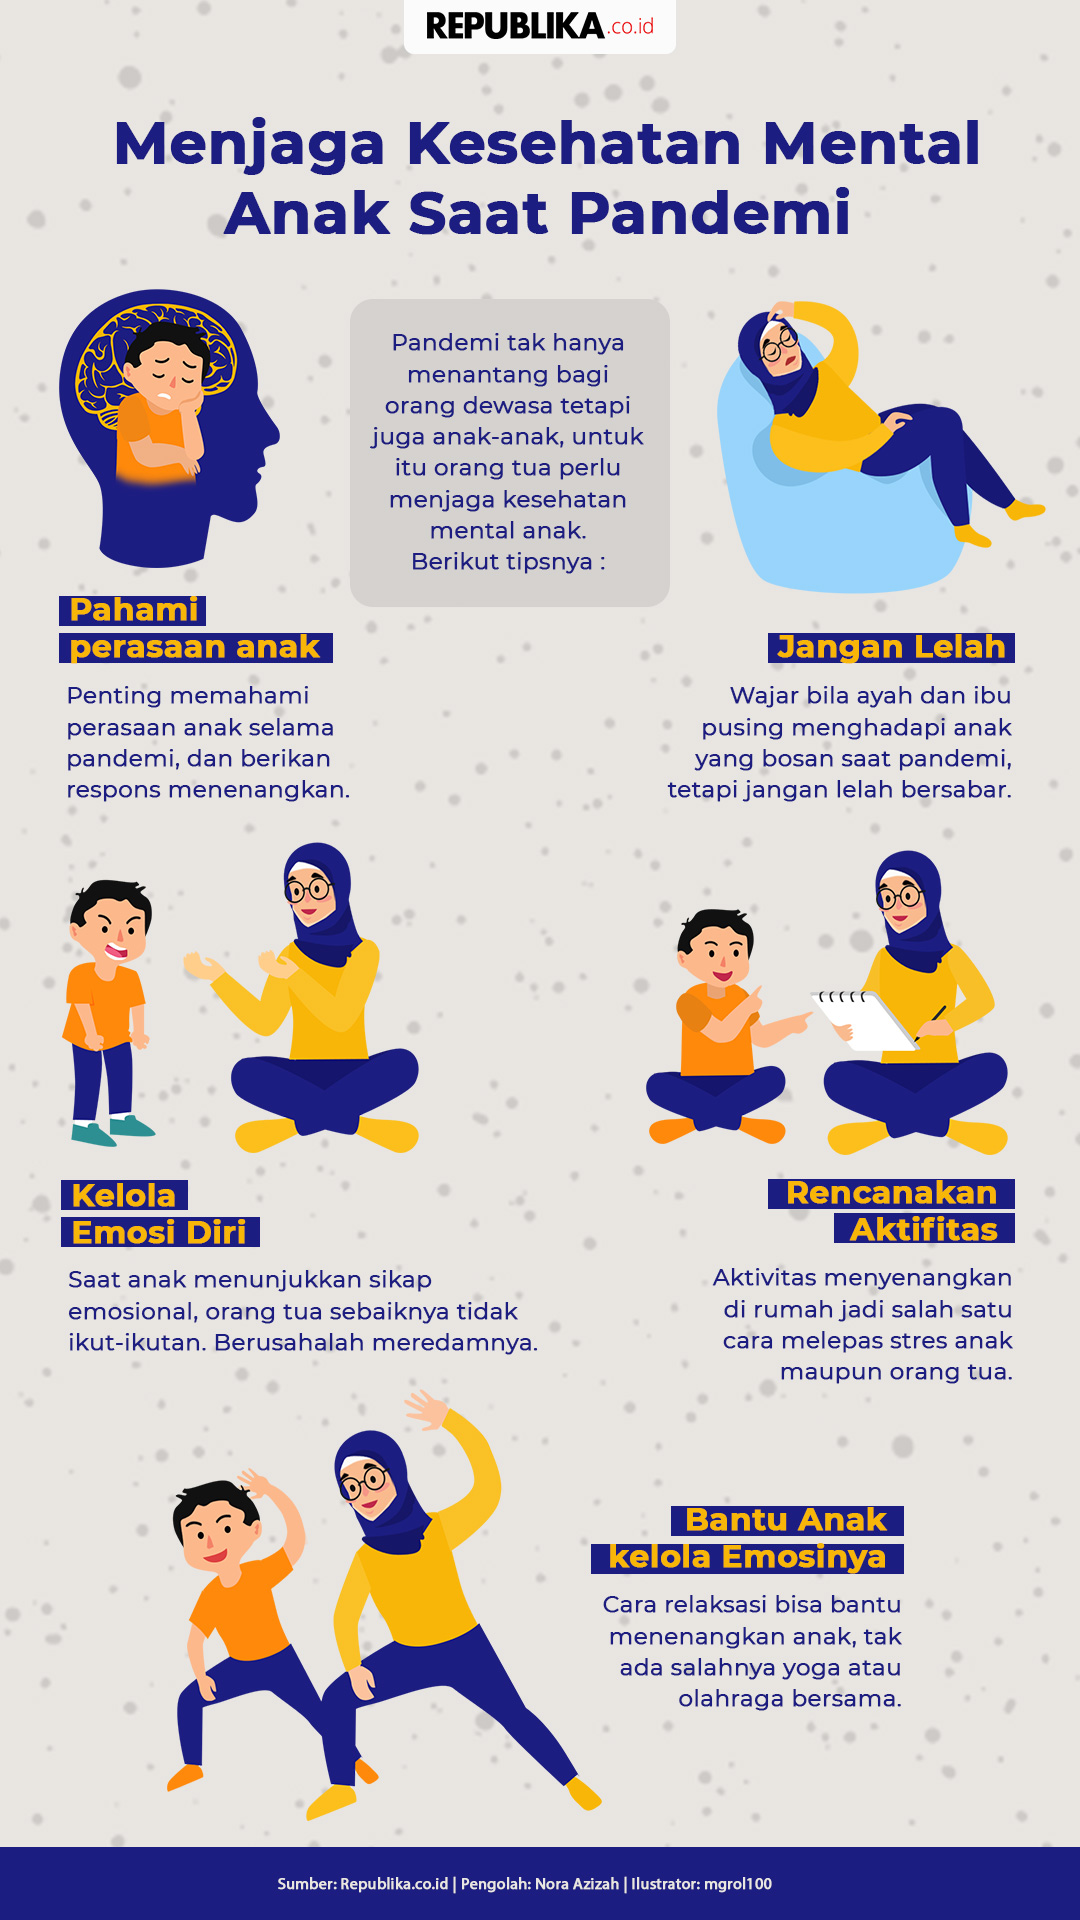 REPUBLIKA.co.id
Menjaga Kesehatan Mental
Anak Saat Pandemi
Pandemi tak hanya
menantang bagi
orang dewasa tetapi
juga anak-anak, untuk
itu orang tua perlu
menjaga kesehatan
mental anak.
Berikut tipsnya :
Pahami
perasaan anak
Penting memahami
perasaan anak selama
pandemi, dan berikan
respons menenangkan.
Jangan Lelah
Wajar bila ayah dan ibu
pusing menghadapi anak
yang bosan saat pandemi,
tetapi jangan lelah bersabar.
Kelola
Emosi Diri
Saat anak menunjukkan sikap
emosional, orang tua sebaiknya tidak
ikut-ikutan. Berusahalah meredamnya.
Rencanakan
Aktifitas
Aktivitas menyenangkan
di rumah jadi salah satu
cara melepas stres anak
maupun orang tua.
Bantu Anak
kelola Emosinya
Cara relaksasi bisa bantu
menenangkan anak, tak
ada salahnya yoga atau
olahraga bersama.
Sumber: Republika.co.id | Pengolah: Nora Azizah | Ilustrator: mgrol100